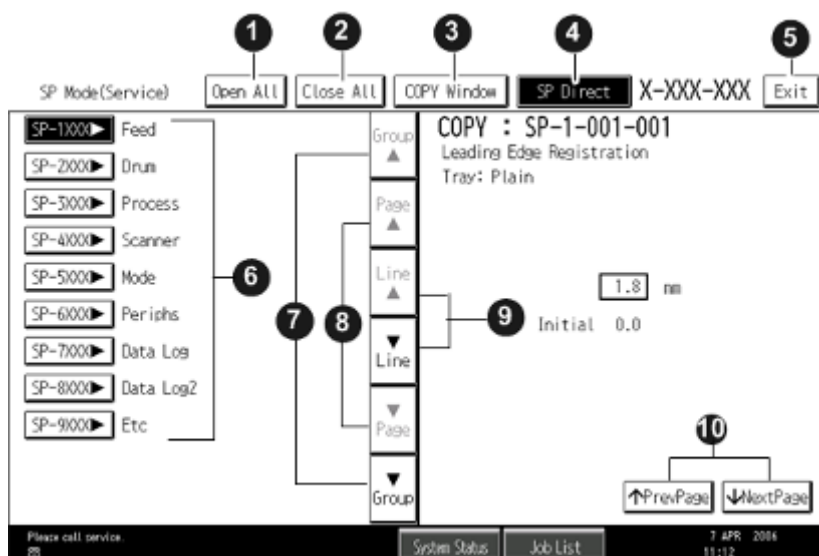 1 2 3 4 5
SP Mode(Service) Open All Close All COPY Window SP Direct X-XXX-XXX Exit
SP-1XXX▶ Feed
SP-2XXX▶ Drum
SP-3XXX▶ Process
SP-4XXX▶ Scanner
SP-5XXX▶ Mode
SP-6XXX▶ Periphs
SP-7XXX▶ Data Log
SP-8XXX▶ Data Log2
SP-9XXX▶ Etc
6
7
8
Group ▲
Page ▲
Line ▲
▼ Line
▼ Page
▼ Group
9
COPY : SP-1-001-001
Leading Edge Registration
Tray: Plain
1.8 mm
Initial 0.0
10
↑PrevPage ↓NextPage
Please call service.
System Status Job List
7 APR 2006
11:12